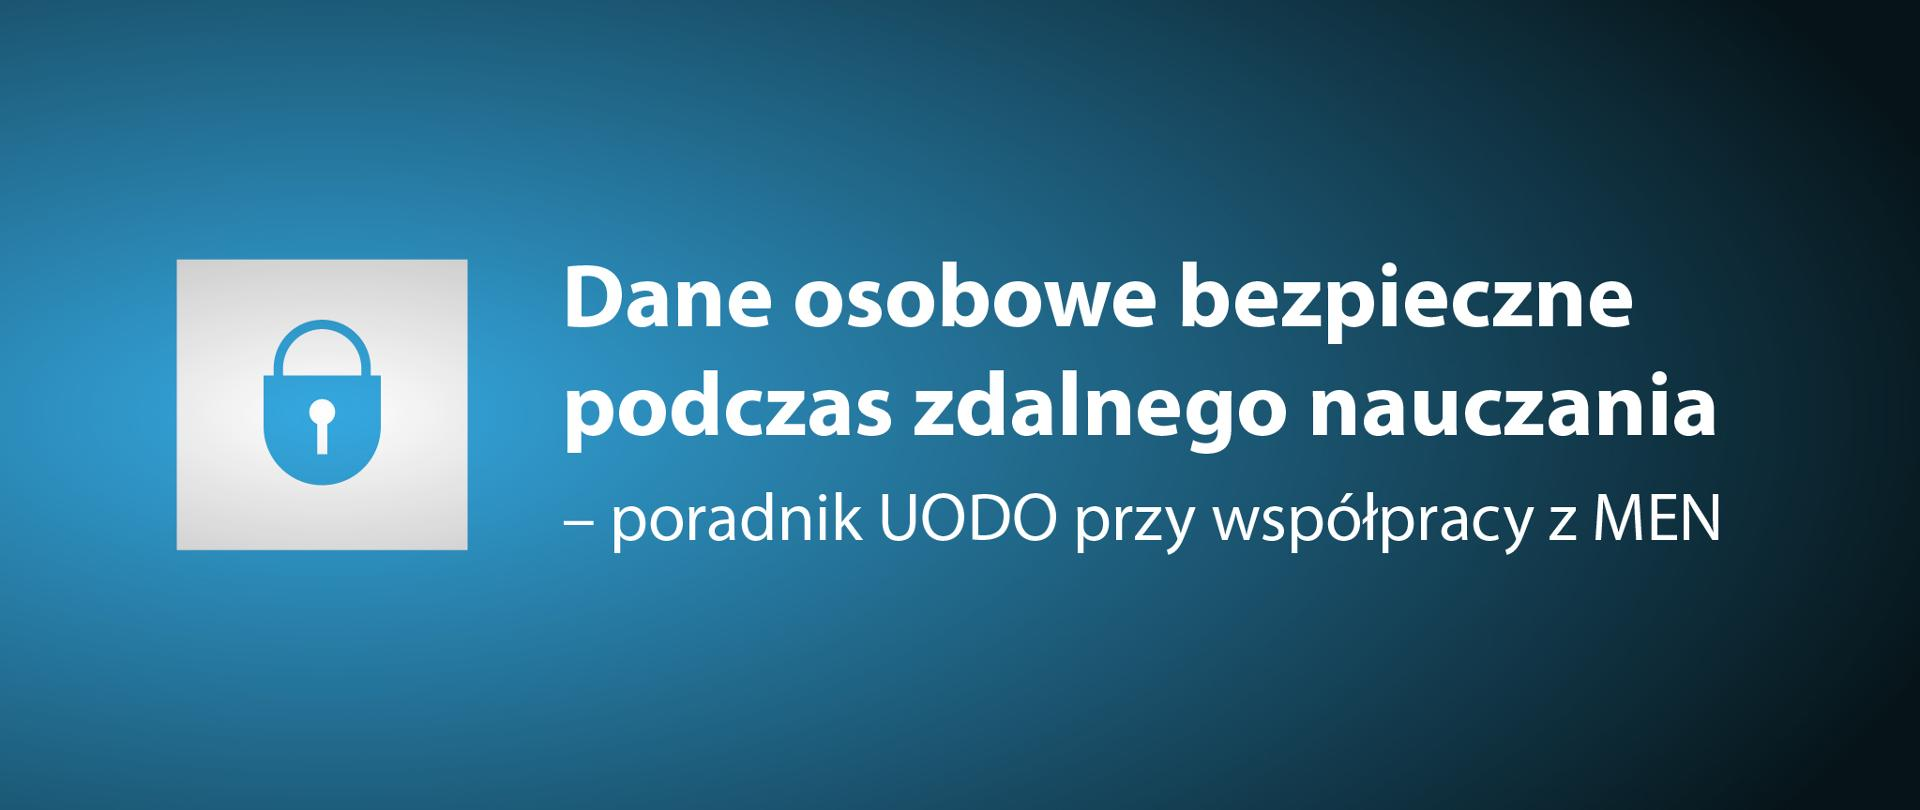 Dane osobowe bezpieczne
podczas zdalnego nauczania
– poradnik UODO przy współpracy z MEN